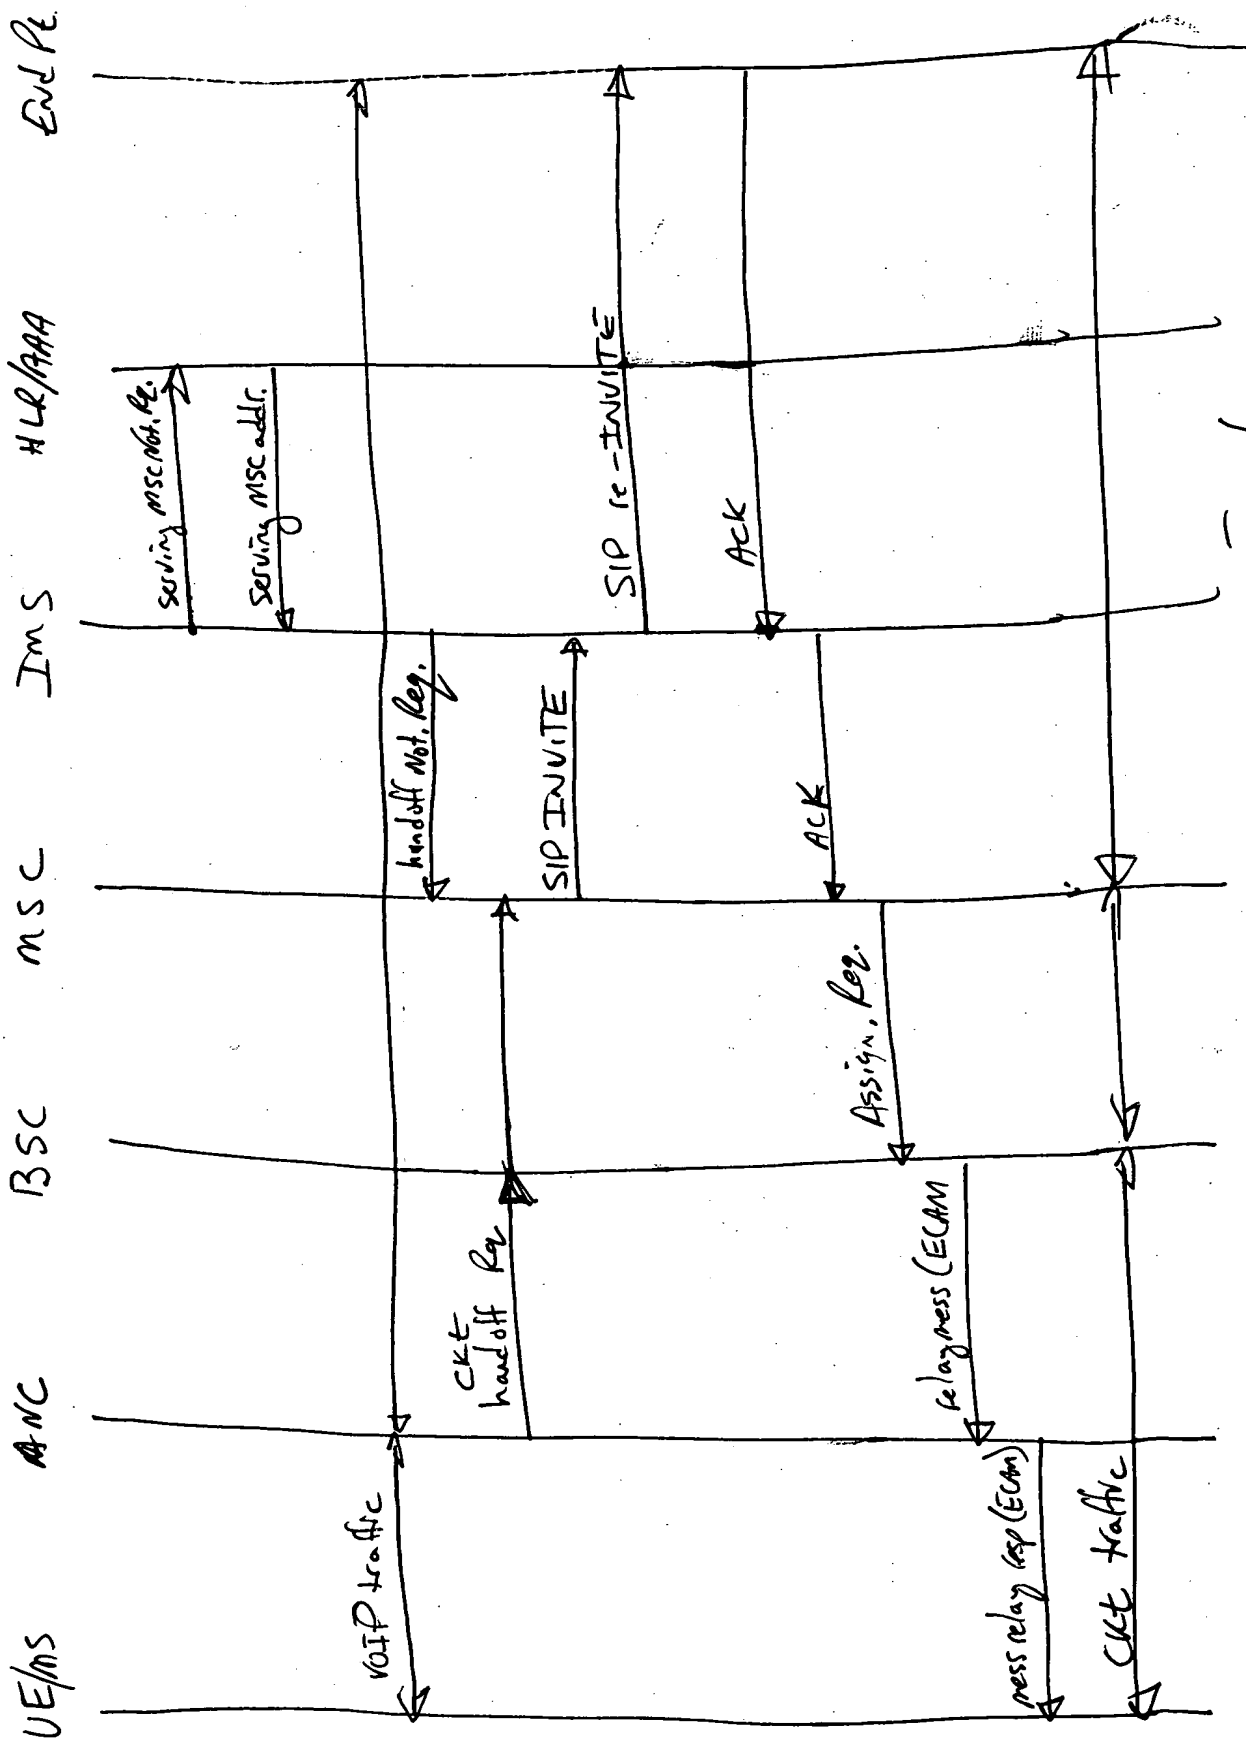 UE/MS
ANC
BSC
MSC
IMS
HLR/AAA
End Pt.
serving MSC Not. Rq.
serving MSC addr.
VOIP traffic
handoff Not. Req.
CKt
handoff Rq
SIP INVITE
SIP re-INVITE
ACK
ACK
Assign. Req.
relay mess (ECAM
mess relay resp (ECAM)
CKt traffic